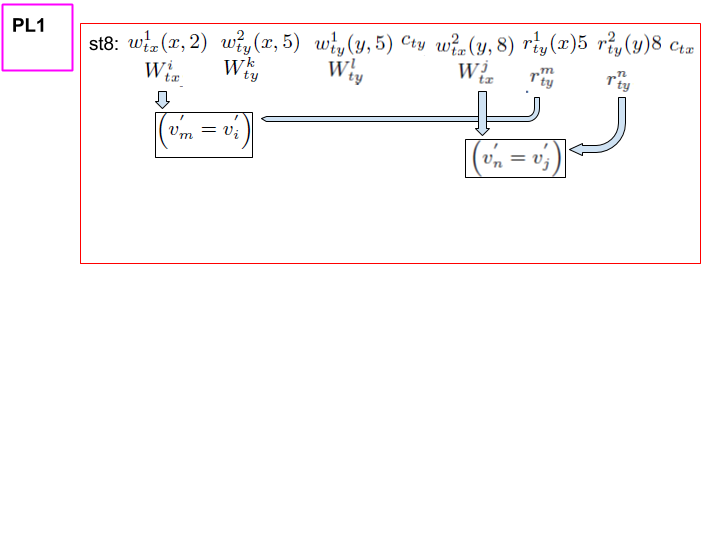 PL1
st8: $w^1_{tx}(x,2)$ $w^2_{ty}(x,5)$ $w^1_{ty}(y,5)$ $c_{ty}$ $w^2_{tx}(y,8)$ $r^1_{ty}(x)5$ $r^2_{ty}(y)8$ $c_{tx}$
$W^i_{tx}$ $W^k_{ty}$ $W^l_{ty}$ $W^j_{tx}$ $r^m_{ty}$ $r^n_{ty}$
$(v^{'}_m = v^{'}_i)$
$(v^{'}_n = v^{'}_j)$